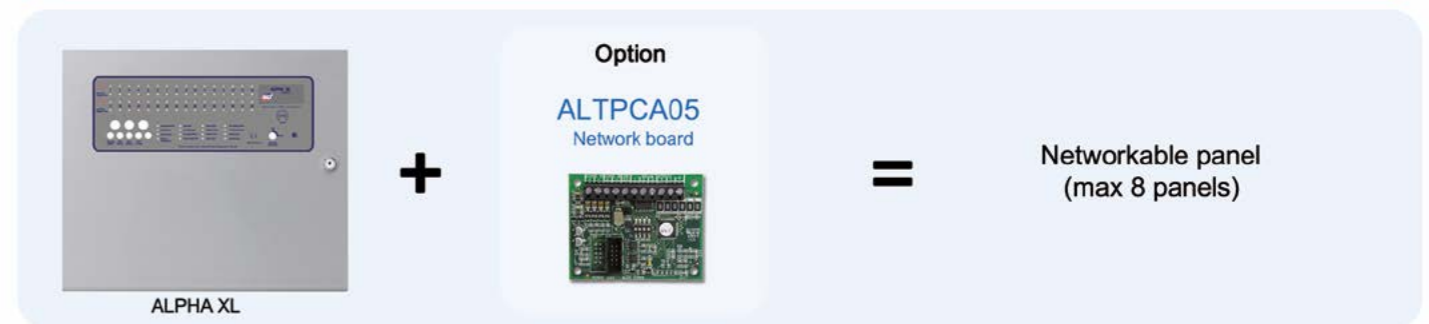 Option
ALTPCA05
Network board
+
=
Networkable panel
(max 8 panels)
ALPHA XL